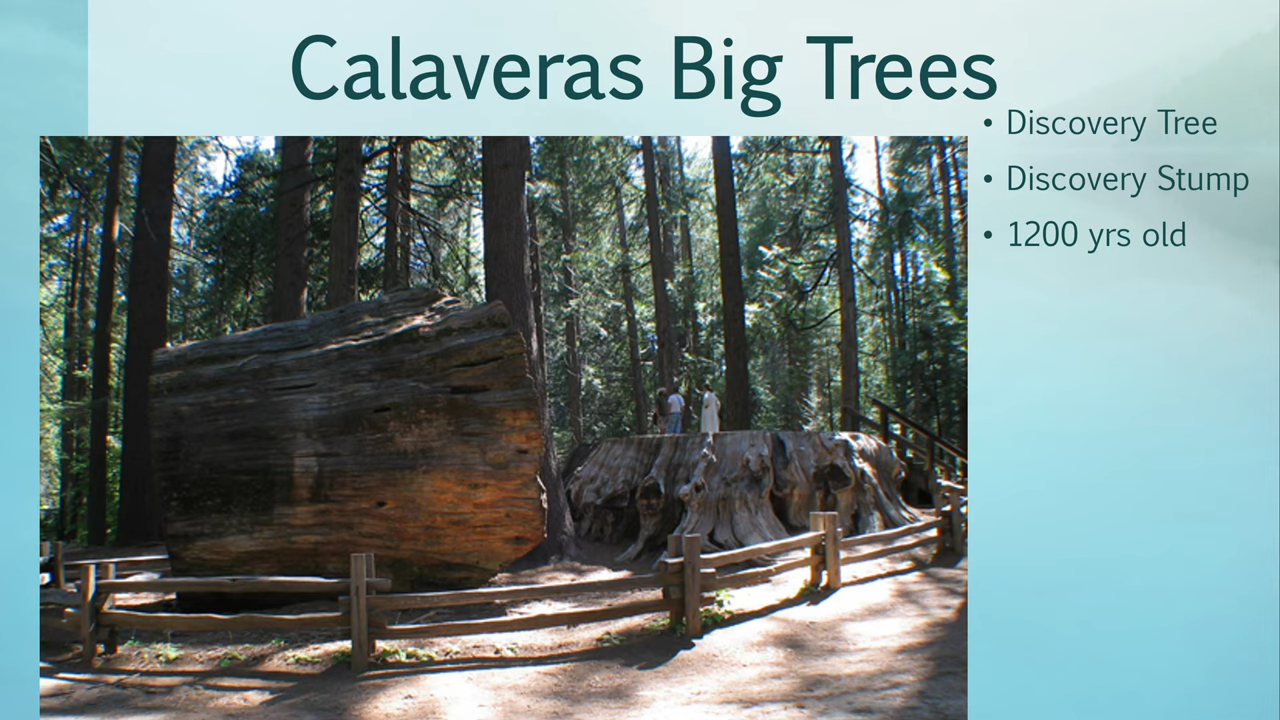 Calaveras Big Trees
• Discovery Tree
• Discovery Stump
• 1200 yrs old